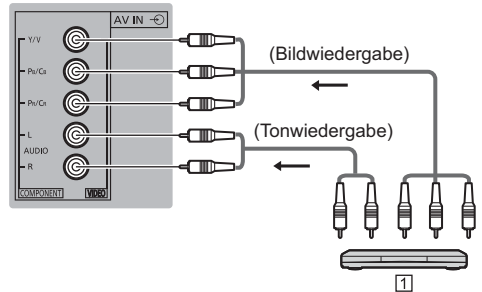 AV IN
Y/V
PB/CB
PR/CR
L
AUDIO
R
COMPONENT
VIDEO
(Bildwiedergabe)
(Tonwiedergabe)
1